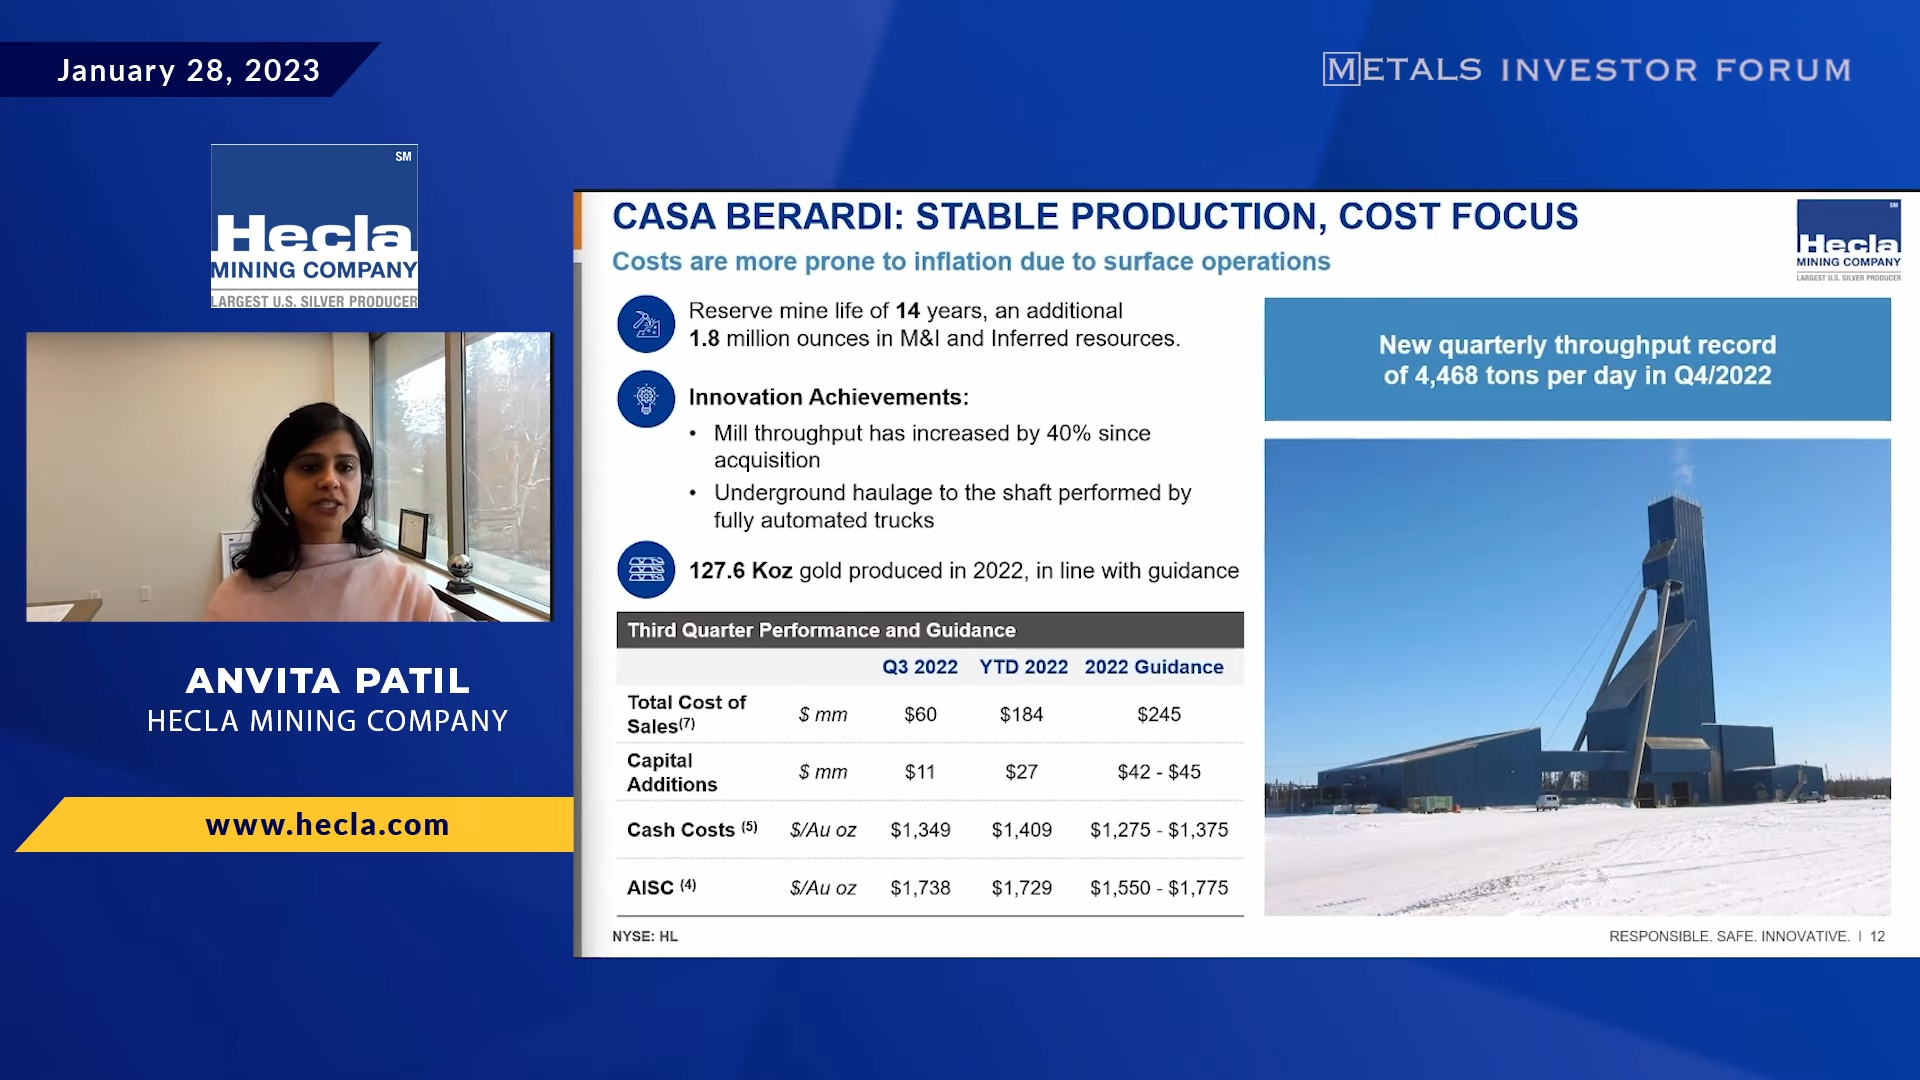 January 28, 2023
METALS INVESTOR FORUM
SM
Hecla
MINING COMPANY
LARGEST U.S. SILVER PRODUCER
ANVITA PATIL
HECLA MINING COMPANY
www.hecla.com
CASA BERARDI: STABLE PRODUCTION, COST FOCUS
Costs are more prone to inflation due to surface operations
SM
Hecla
MINING COMPANY
LARGEST U.S. SILVER PRODUCER
Reserve mine life of 14 years, an additional
1.8 million ounces in M&I and Inferred resources.
Innovation Achievements:
• Mill throughput has increased by 40% since
acquisition
• Underground haulage to the shaft performed by
fully automated trucks
127.6 Koz gold produced in 2022, in line with guidance
New quarterly throughput record
of 4,468 tons per day in Q4/2022
Third Quarter Performance and Guidance
Q3 2022 YTD 2022 2022 Guidance
Total Cost of
Sales(7) $ mm $60 $184 $245
Capital
Additions $ mm $11 $27 $42 - $45
Cash Costs (5) $/Au oz $1,349 $1,409 $1,275 - $1,375
AISC (4) $/Au oz $1,738 $1,729 $1,550 - $1,775
NYSE: HL
RESPONSIBLE. SAFE. INNOVATIVE. | 12